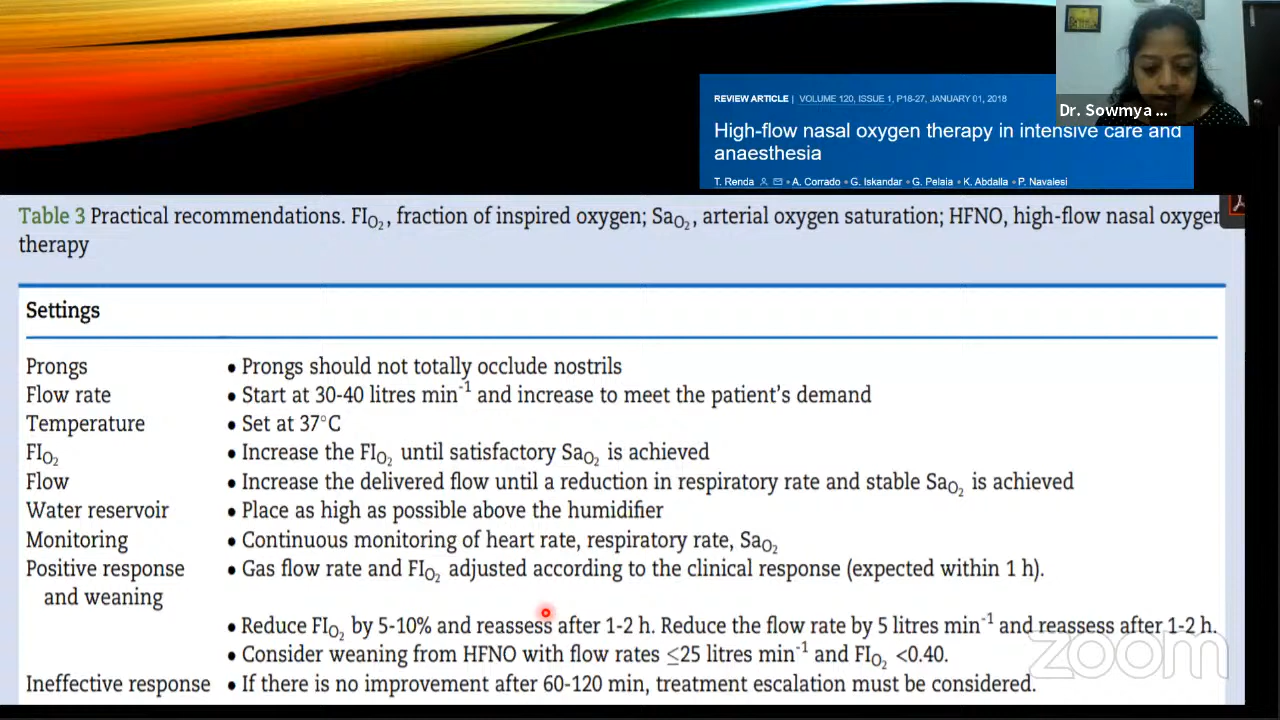 REVIEW ARTICLE | VOLUME 120, ISSUE 1, P18-27, JANUARY 01, 2018
High-flow nasal oxygen therapy in intensive care and
anaesthesia
T. Renda • A. Corrado • G. Iskandar • G. Pelaia • K. Abdalla • P. Navalesi
Dr. Sowmya ...
Table 3 Practical recommendations. FIO₂, fraction of inspired oxygen; SaO₂, arterial oxygen saturation; HFNO, high-flow nasal oxygen
therapy
Settings
Prongs • Prongs should not totally occlude nostrils
Flow rate • Start at 30-40 litres min⁻¹ and increase to meet the patient's demand
Temperature • Set at 37°C
FIO₂ • Increase the FIO₂ until satisfactory SaO₂ is achieved
Flow • Increase the delivered flow until a reduction in respiratory rate and stable SaO₂ is achieved
Water reservoir • Place as high as possible above the humidifier
Monitoring • Continuous monitoring of heart rate, respiratory rate, SaO₂
Positive response • Gas flow rate and FIO₂ adjusted according to the clinical response (expected within 1 h).
and weaning
• Reduce FIO₂ by 5-10% and reassess after 1-2 h. Reduce the flow rate by 5 litres min⁻¹ and reassess after 1-2 h.
• Consider weaning from HFNO with flow rates ≤25 litres min⁻¹ and FIO₂ <0.40.
Ineffective response • If there is no improvement after 60-120 min, treatment escalation must be considered.
zoom